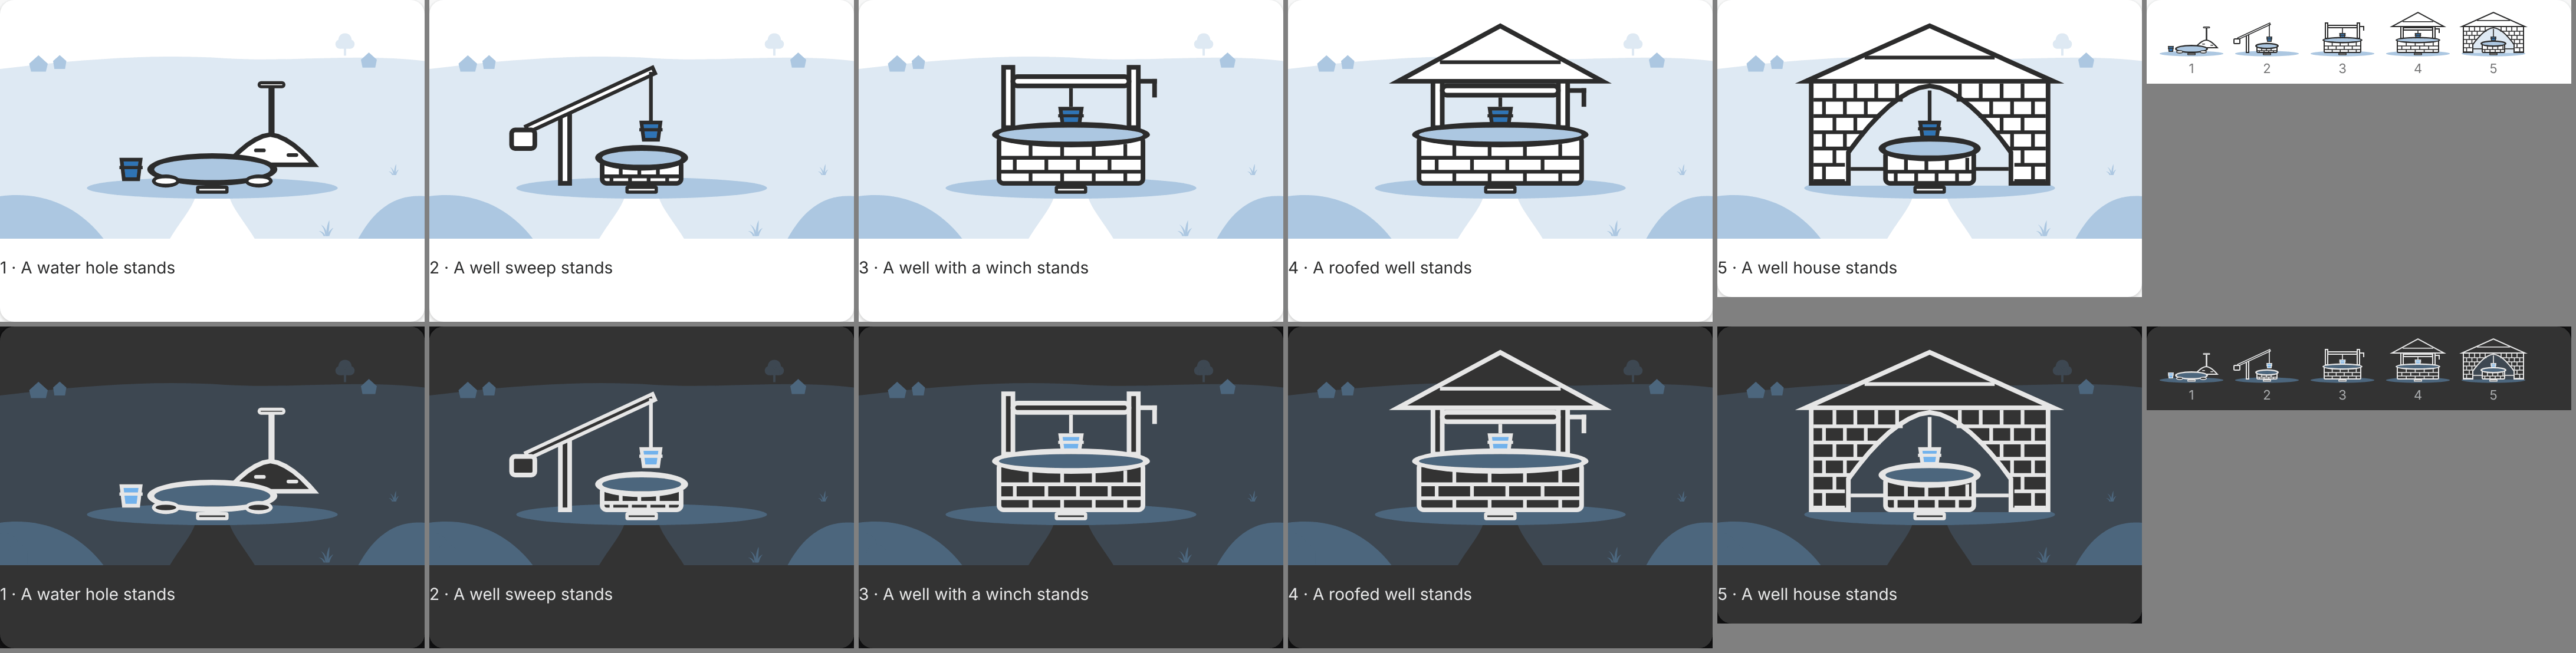 1 · A water hole stands
2 · A well sweep stands
3 · A well with a winch stands
4 · A roofed well stands
5 · A well house stands
1 2 3 4 5
1 · A water hole stands
2 · A well sweep stands
3 · A well with a winch stands
4 · A roofed well stands
5 · A well house stands
1 2 3 4 5